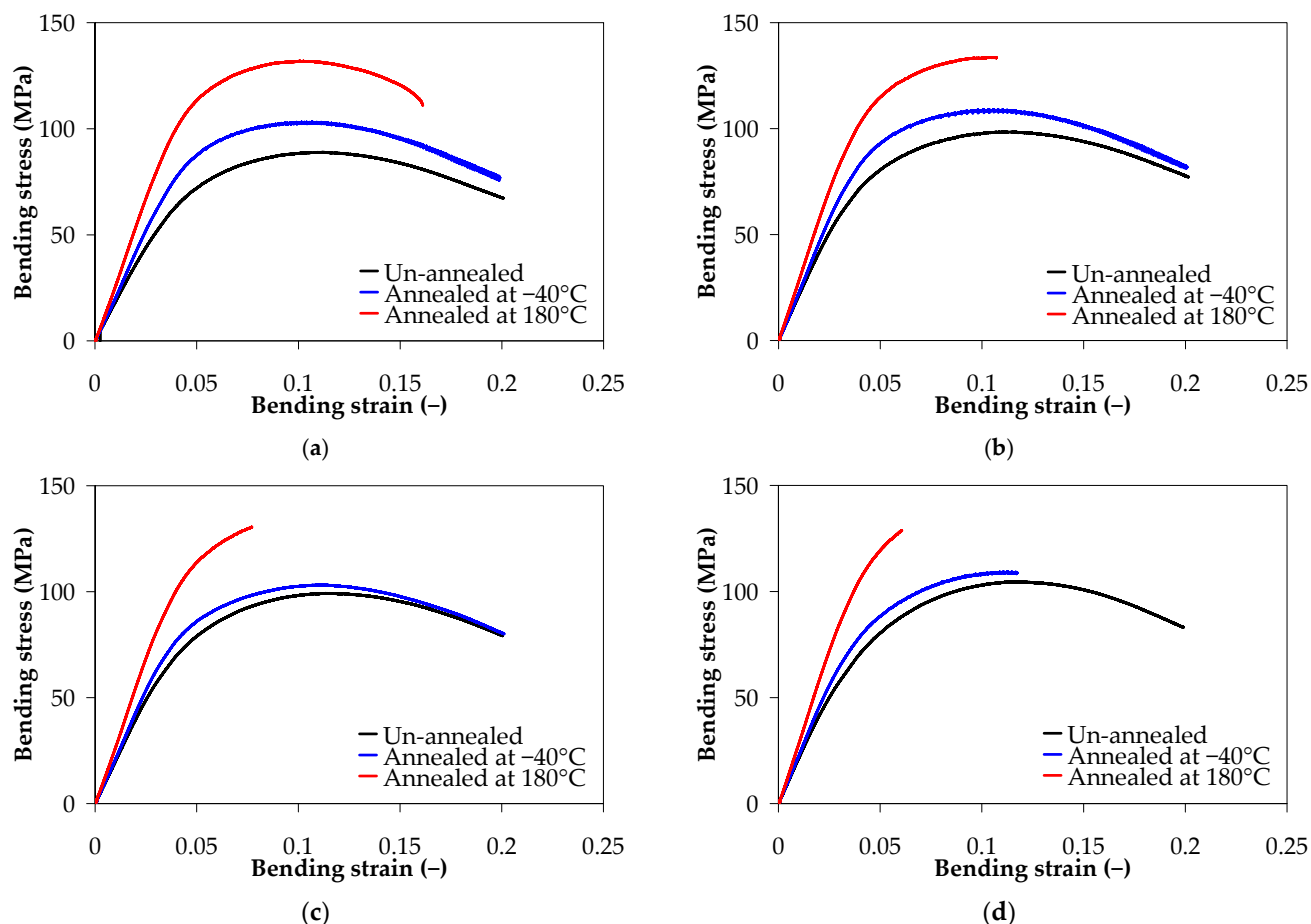 150
100
50
0
Bending stress (MPa)
Un-annealed
Annealed at −40°C
Annealed at 180°C
0 0.05 0.1 0.15 0.2 0.25
Bending strain (−)
(a)
150
100
50
0
Bending stress (MPa)
Un-annealed
Annealed at −40°C
Annealed at 180°C
0 0.05 0.1 0.15 0.2 0.25
Bending strain (−)
(b)
150
100
50
0
Bending stress (MPa)
Un-annealed
Annealed at −40°C
Annealed at 180°C
0 0.05 0.1 0.15 0.2 0.25
Bending strain (−)
(c)
150
100
50
0
Bending stress (MPa)
Un-annealed
Annealed at −40°C
Annealed at 180°C
0 0.05 0.1 0.15 0.2 0.25
Bending strain (−)
(d)